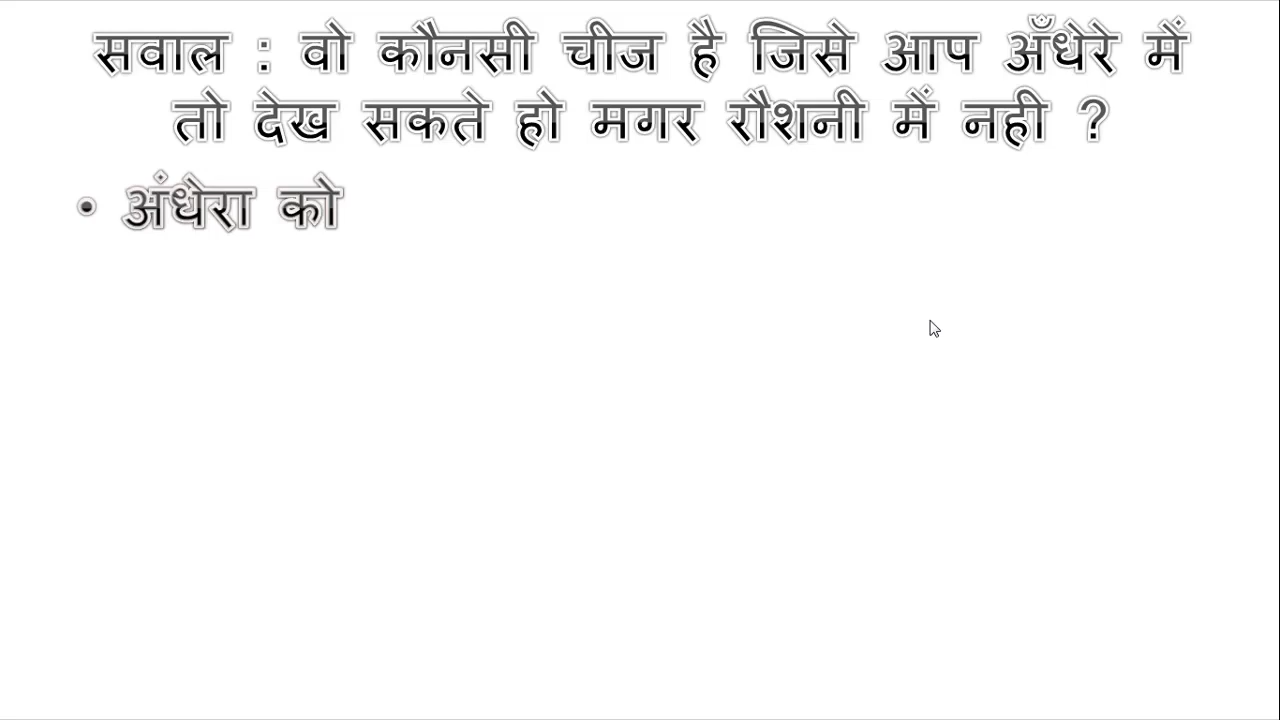 सवाल : वो कौनसी चीज है जिसे आप अँधेरे में
तो देख सकते हो मगर रौशनी में नही ?
• अंधेरा को